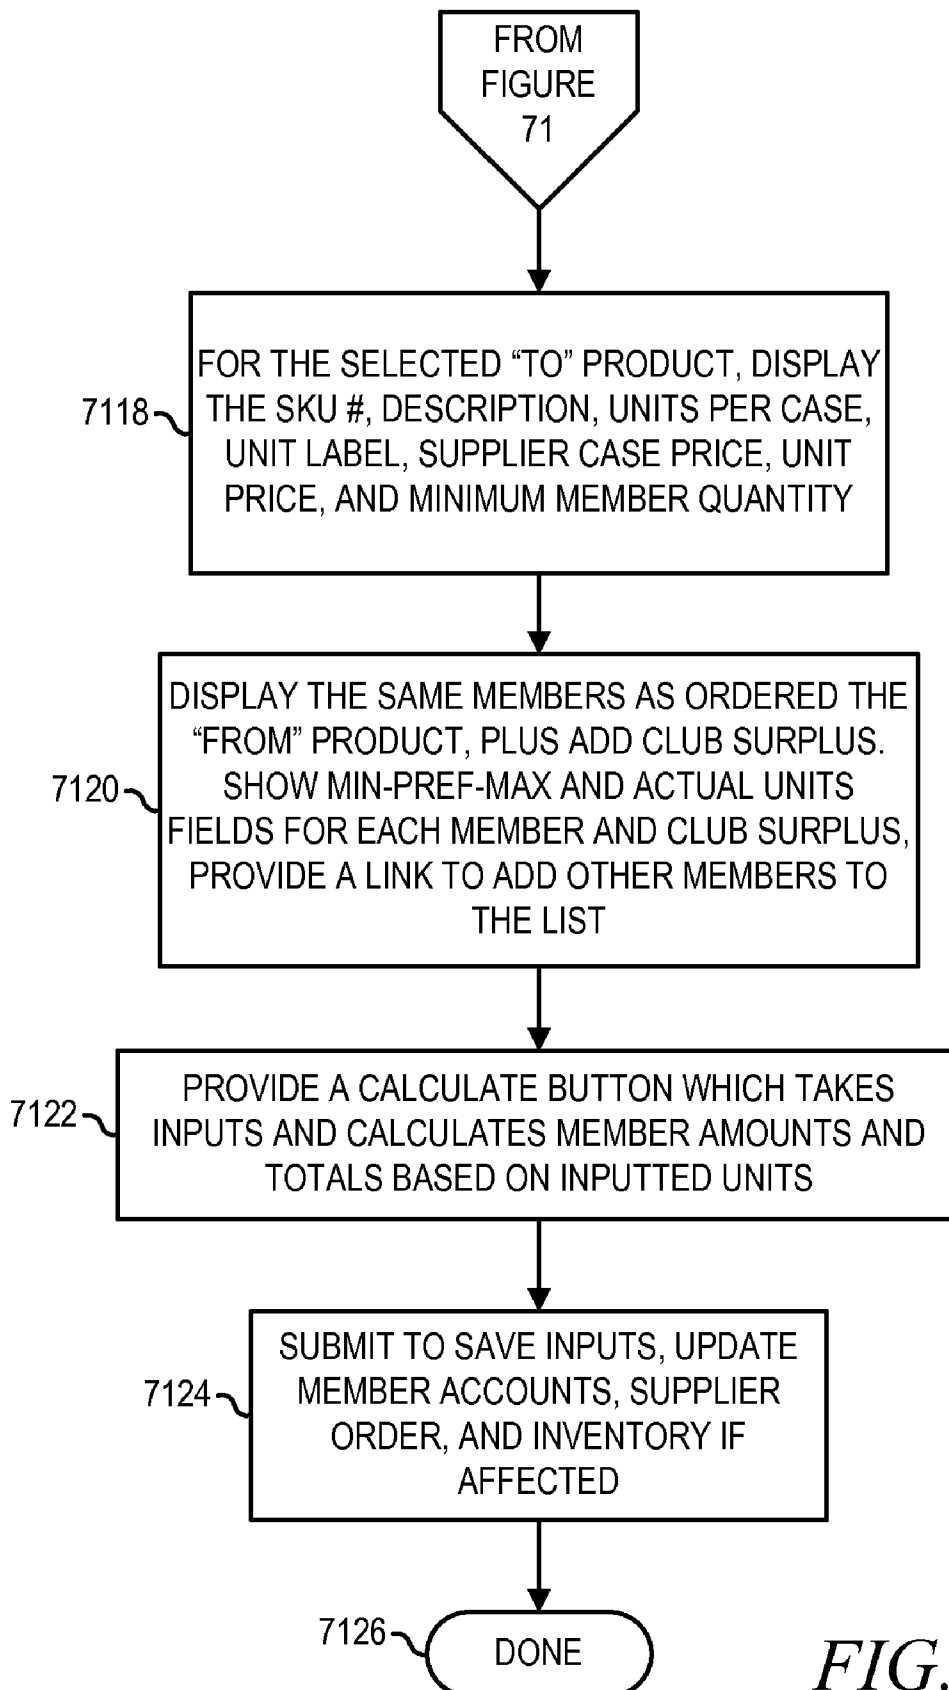 FROM
FIGURE
71
7118
FOR THE SELECTED “TO” PRODUCT, DISPLAY
THE SKU #, DESCRIPTION, UNITS PER CASE,
UNIT LABEL, SUPPLIER CASE PRICE, UNIT
PRICE, AND MINIMUM MEMBER QUANTITY
7120
DISPLAY THE SAME MEMBERS AS ORDERED THE
“FROM” PRODUCT, PLUS ADD CLUB SURPLUS.
SHOW MIN-PREF-MAX AND ACTUAL UNITS
FIELDS FOR EACH MEMBER AND CLUB SURPLUS,
PROVIDE A LINK TO ADD OTHER MEMBERS TO
THE LIST
7122
PROVIDE A CALCULATE BUTTON WHICH TAKES
INPUTS AND CALCULATES MEMBER AMOUNTS AND
TOTALS BASED ON INPUTTED UNITS
7124
SUBMIT TO SAVE INPUTS, UPDATE
MEMBER ACCOUNTS, SUPPLIER
ORDER, AND INVENTORY IF
AFFECTED
7126
DONE
FIG.